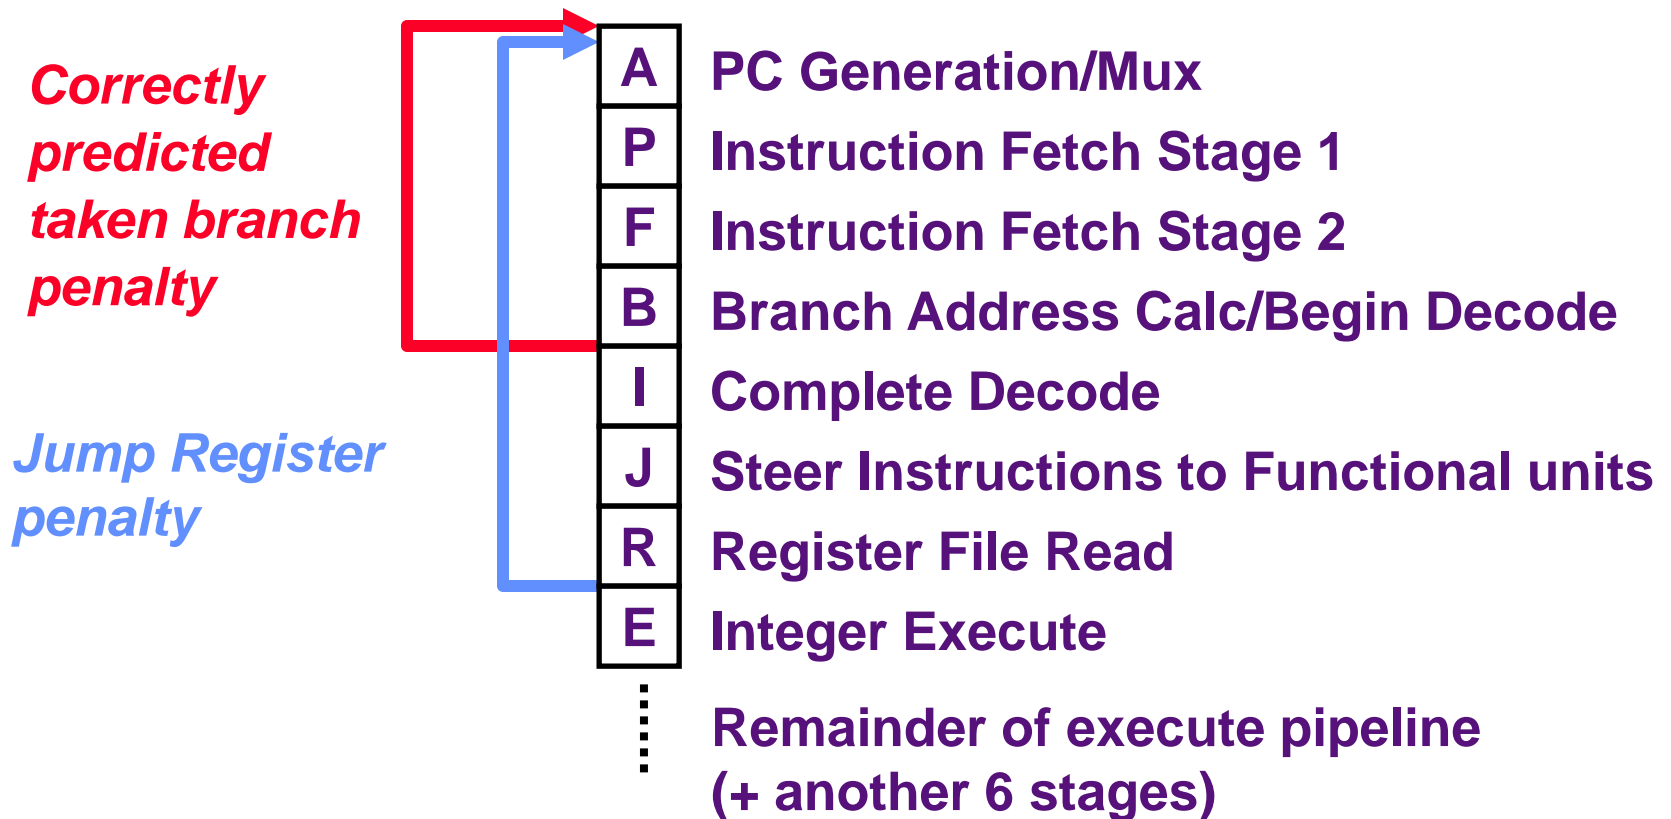 Correctly
predicted
taken branch
penalty
Jump Register
penalty
A PC Generation/Mux
P Instruction Fetch Stage 1
F Instruction Fetch Stage 2
B Branch Address Calc/Begin Decode
I Complete Decode
J Steer Instructions to Functional units
R Register File Read
E Integer Execute
Remainder of execute pipeline
(+ another 6 stages)